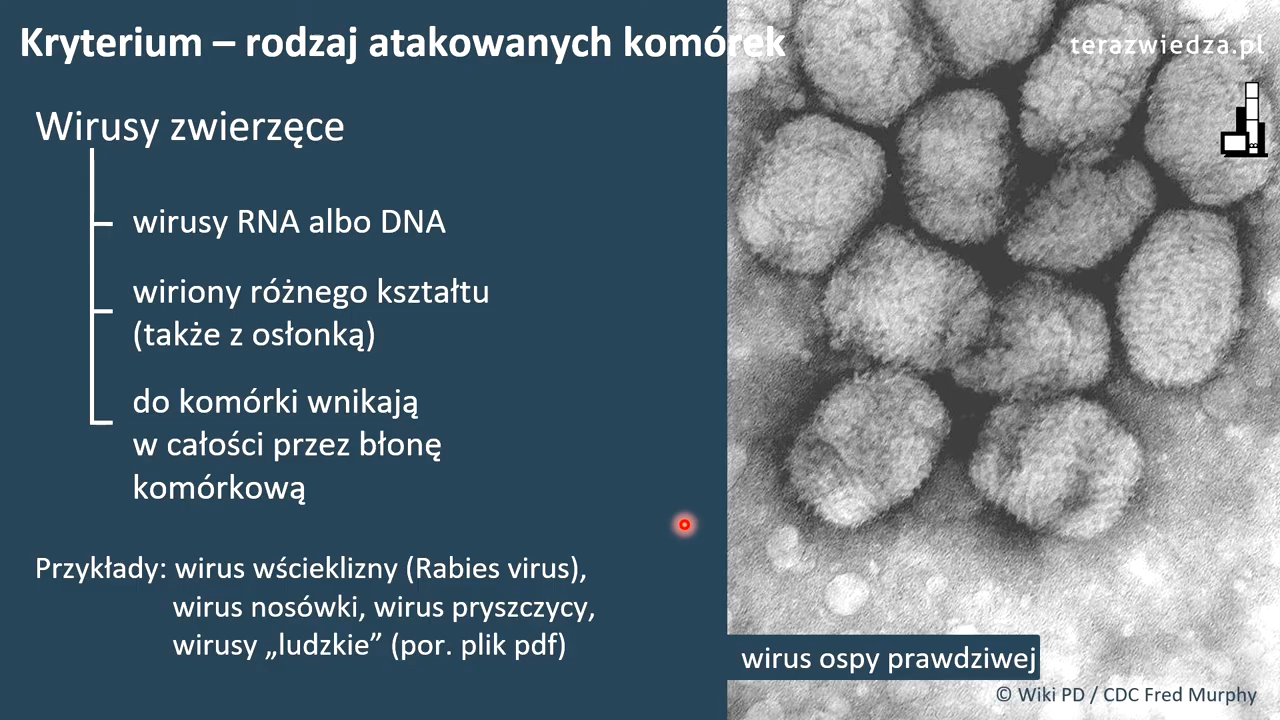 Kryterium – rodzaj atakowanych komórek
terazwiedza.pl
Wirusy zwierzęce
wirusy RNA albo DNA
wiriony różnego kształtu
(także z osłonką)
do komórki wnikają
w całości przez błonę
komórkową
Przykłady: wirus wścieklizny (Rabies virus),
wirus nosówki, wirus pryszczycy,
wirusy „ludzkie” (por. plik pdf)
wirus ospy prawdziwej
© Wiki PD / CDC Fred Murphy